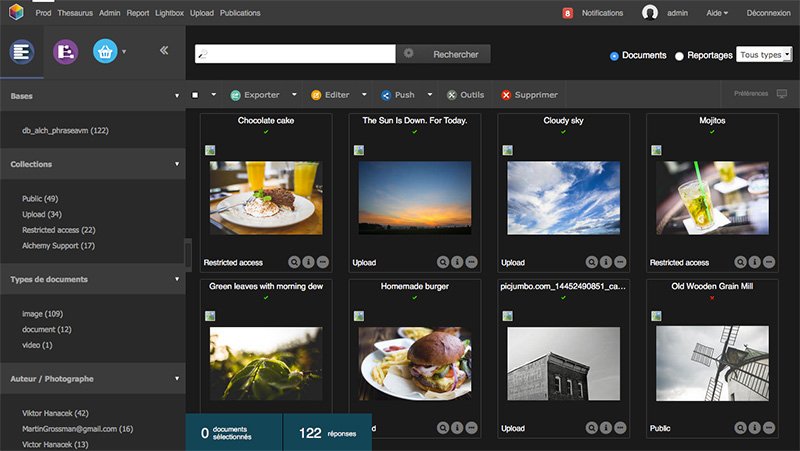 Prod Thesaurus Admin Report Lightbox Upload Publications
8 Notifications admin Aide Déconnexion
Rechercher
Documents Reportages Tous types
Exporter Editer Push Outils Supprimer Préférences
Bases
db_alch_phraseavm (122)
Collections
Public (49)
Upload (34)
Restricted access (22)
Alchemy Support (17)
Types de documents
image (109)
document (12)
video (1)
Auteur / Photographe
Viktor Hanacek (42)
MartinGrossman@gmail.com (16)
Victor Hanacek (13)
Chocolate cake
Restricted access
The Sun Is Down. For Today.
Upload
Cloudy sky
Upload
Mojitos
Restricted access
Green leaves with morning dew
Homemade burger
picjumbo.com_14452490851_ca...
Upload
Old Wooden Grain Mill
Public
0 documents
sélectionnés
122 réponses